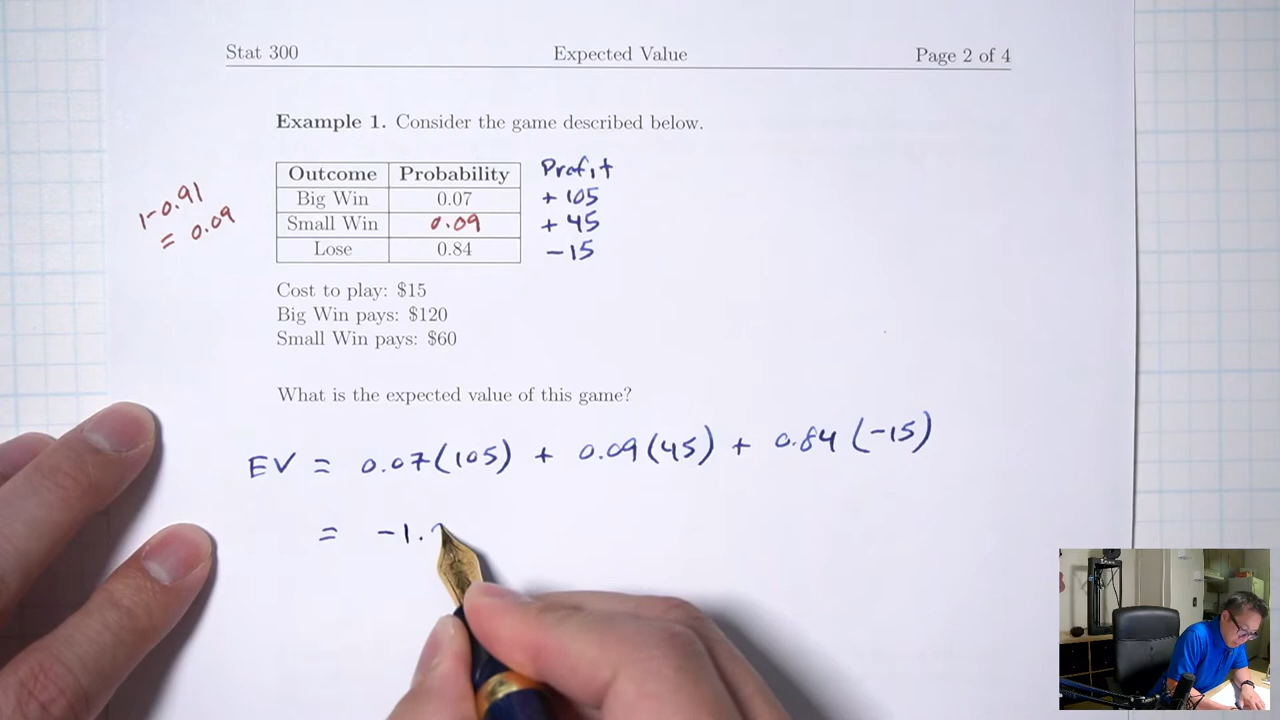 Stat 300 Expected Value Page 2 of 4
Example 1. Consider the game described below.
Outcome Probability Profit
Big Win 0.07 + 105
Small Win 0.09 + 45
Lose 0.84 - 15
1-0.91
= 0.09
Cost to play: $15
Big Win pays: $120
Small Win pays: $60
What is the expected value of this game?
EV = 0.07(105) + 0.09(45) + 0.84(-15)
= -1.